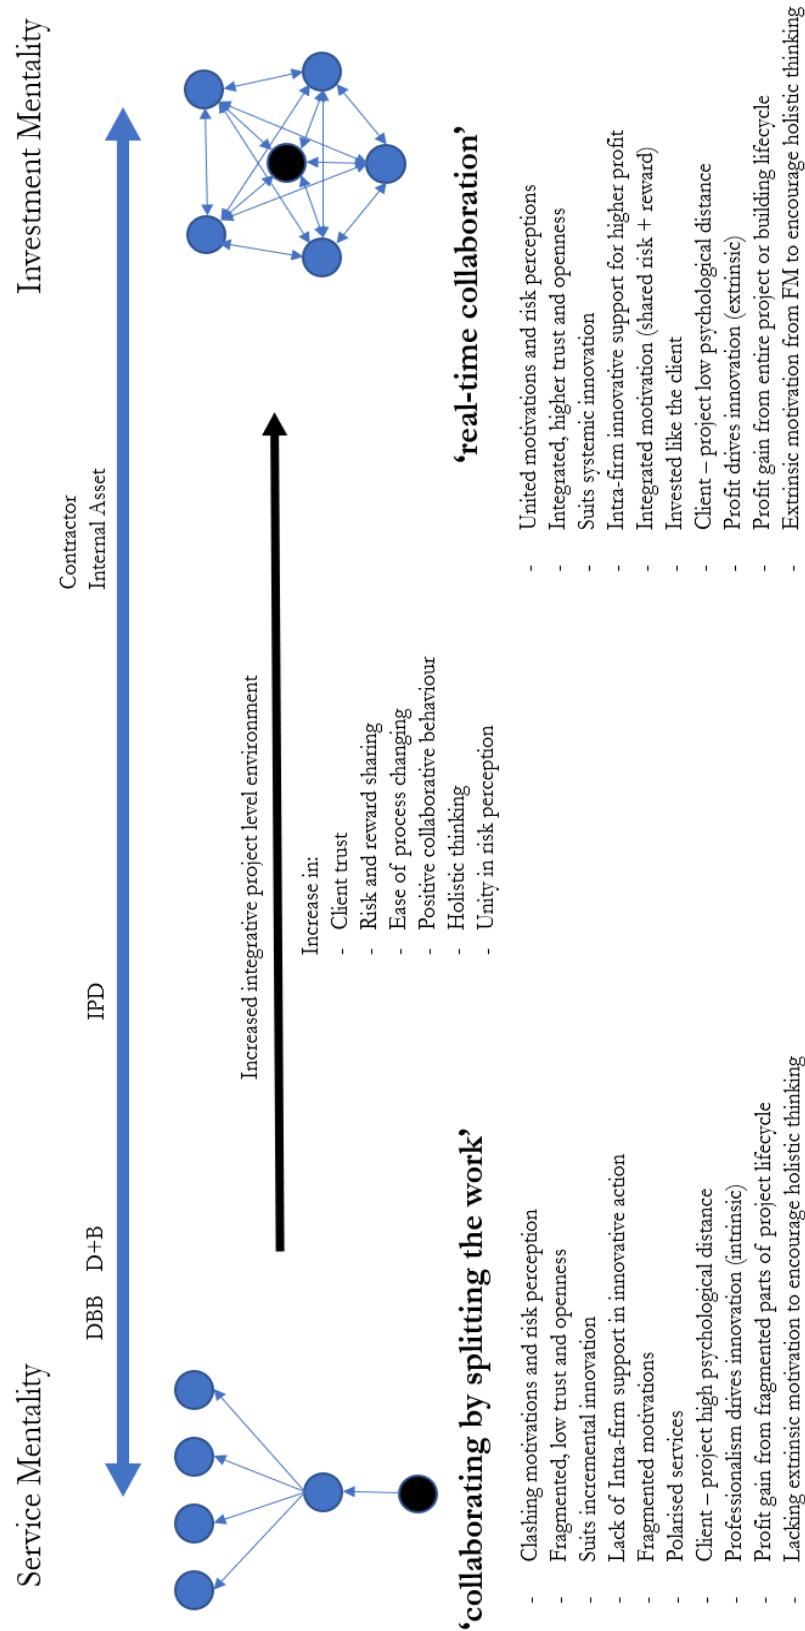 Service Mentality
Investment Mentality
DBB
D+B
IPD
Contractor
Internal Asset
Increased integrative project level environment
Increase in:
- Client trust
- Risk and reward sharing
- Ease of process changing
- Positive collaborative behaviour
- Holistic thinking
- Unity in risk perception
‘collaborating by splitting the work’
- Clashing motivations and risk perception
- Fragmented, low trust and openness
- Suits incremental innovation
- Lack of Intra-firm support in innovative action
- Fragmented motivations
- Polarised services
- Client – project high psychological distance
- Professionalism drives innovation (intrinsic)
- Profit gain from fragmented parts of project lifecycle
- Lacking extrinsic motivation to encourage holistic thinking
‘real-time collaboration’
- United motivations and risk perceptions
- Integrated, higher trust and openness
- Suits systemic innovation
- Intra-firm innovative support for higher profit
- Integrated motivation (shared risk + reward)
- Invested like the client
- Client – project low psychological distance
- Profit drives innovation (extrinsic)
- Profit gain from entire project or building lifecycle
- Extrinsic motivation from FM to encourage holistic thinking